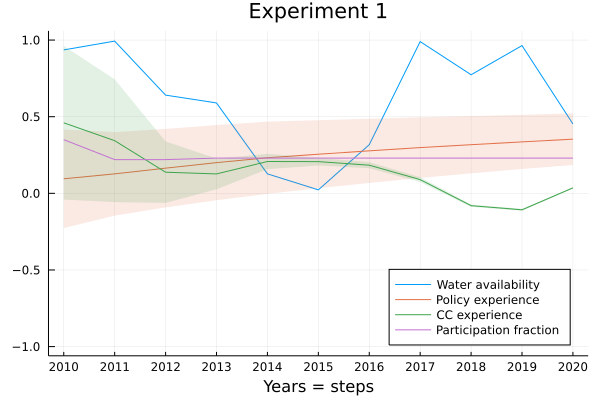 Experiment 1
1.0
0.5
0.0
−0.5
−1.0
Water availability
Policy experience
CC experience
Participation fraction
2010 2011 2012 2013 2014 2015 2016 2017 2018 2019 2020
Years = steps